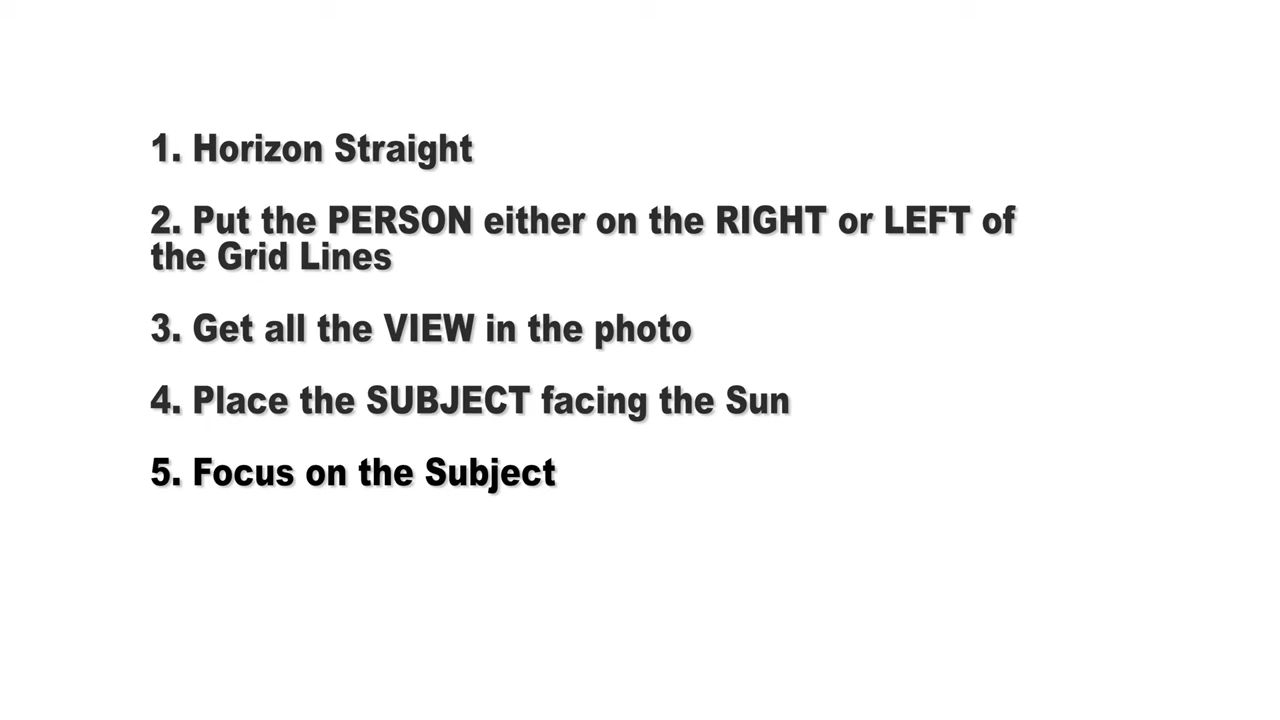 1. Horizon Straight
2. Put the PERSON either on the RIGHT or LEFT of
the Grid Lines
3. Get all the VIEW in the photo
4. Place the SUBJECT facing the Sun
5. Focus on the Subject